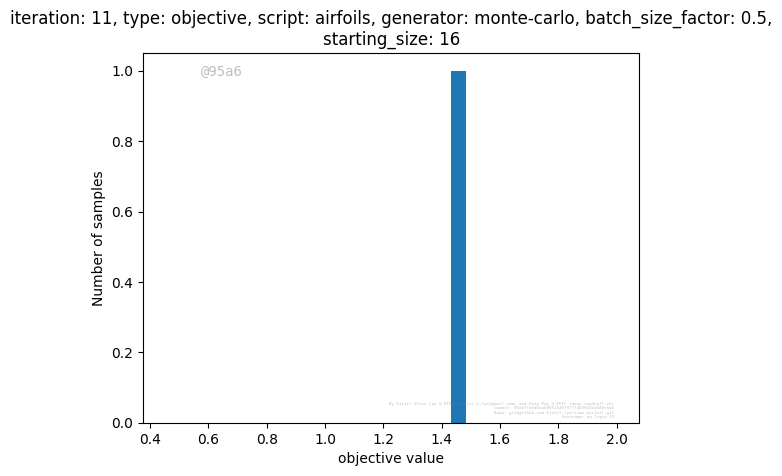 iteration: 11, type: objective, script: airfoils, generator: monte-carlo, batch_size_factor: 0.5,
starting_size: 16
@95a6
1.0
0.8
0.6
0.4
0.2
0.0
Number of samples
0.4 0.6 0.8 1.0 1.2 1.4 1.6 1.8 2.0
objective value